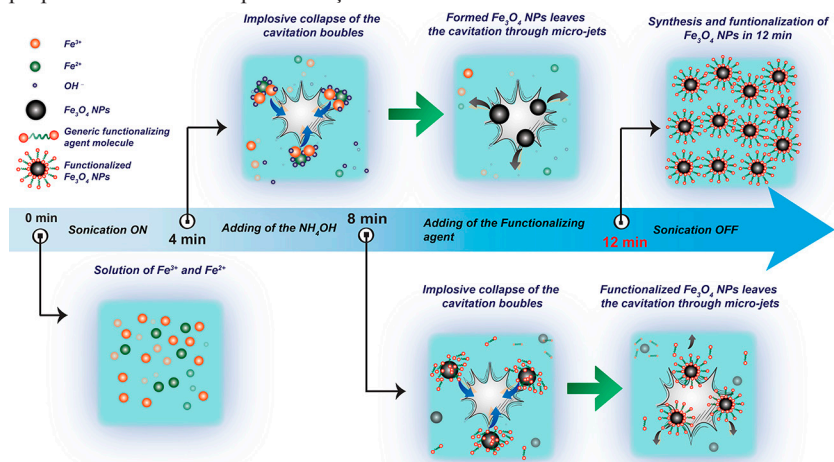 Implosive collapse of the
cavitation boubles
Formed Fe₃O₄ NPs leaves
the cavitation through micro-jets
Synthesis and funtionalization of
Fe₃O₄ NPs in 12 min
Fe³⁺
Fe²⁺
OH⁻
Fe₃O₄ NPs
Generic functionalizing
agent molecule
Functionalized
Fe₃O₄ NPs
0 min
Sonication ON
4 min
Adding of the NH₄OH
8 min
Adding of the Functionalizing
agent
12 min
Sonication OFF
Solution of Fe³⁺ and Fe²⁺
Implosive collapse of the
cavitation boubles
Functionalized Fe₃O₄ NPs leaves
the cavitation through micro-jets